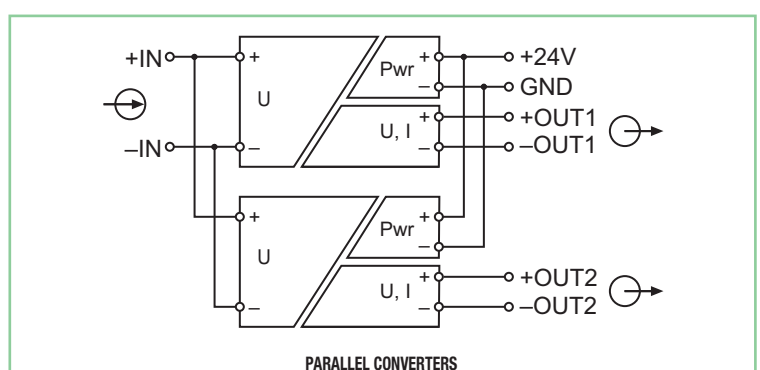 +IN
+
U
–
–IN
Pwr
+
–
+24V
GND
U, I
+
–
+OUT1
–OUT1
+
U
–
Pwr
+
–
U, I
+
–
+OUT2
–OUT2
PARALLEL CONVERTERS